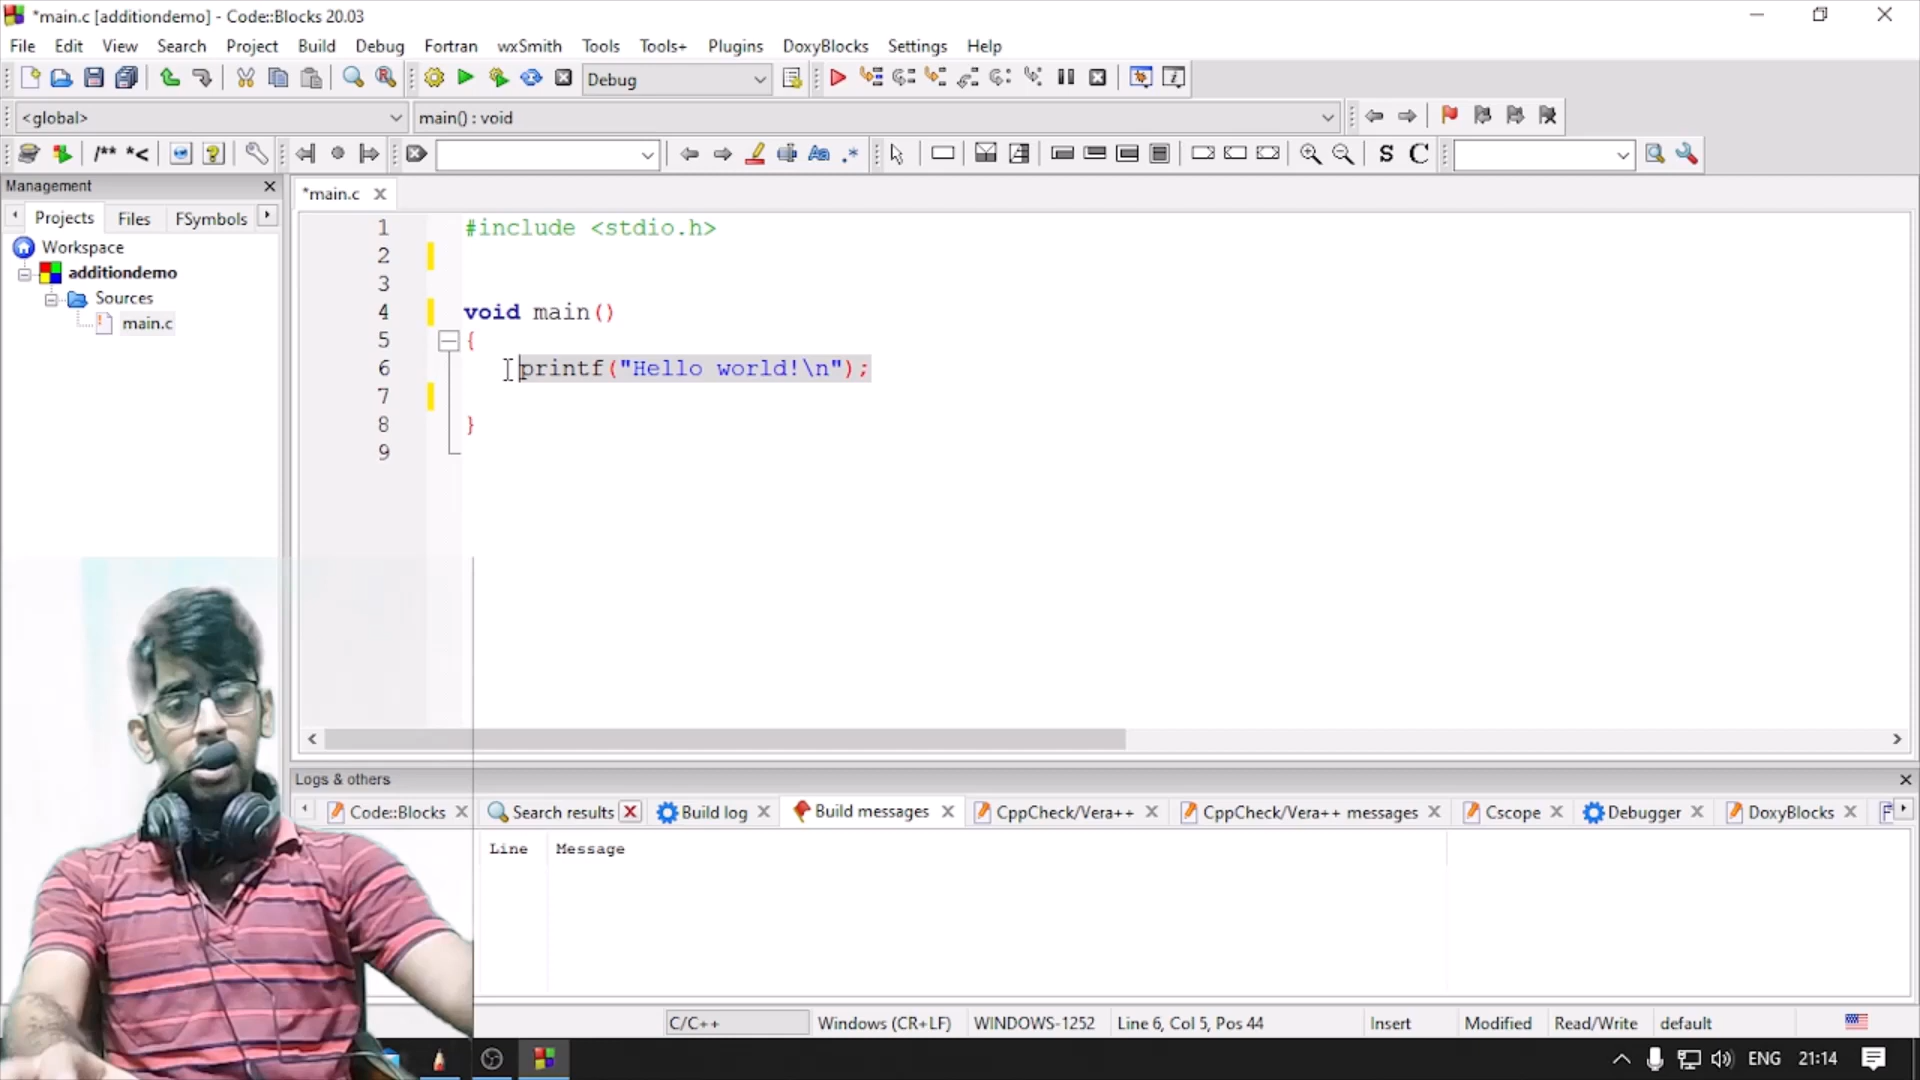 *main.c [additiondemo] - Code::Blocks 20.03
File Edit View Search Project Build Debug Fortran wxSmith Tools Tools+ Plugins DoxyBlocks Settings Help
Debug
<global> main() : void
/** *< Aa .* S C
Management
Projects Files FSymbols
*main.c
Workspace
additiondemo
Sources
main.c
1 #include <stdio.h>
2
3
4 void main()
5 {
6 printf("Hello world!\n");
7
8 }
9
Logs & others
Code::Blocks Search results Build log Build messages CppCheck/Vera++ CppCheck/Vera++ messages Cscope Debugger DoxyBlocks F
Line Message
C/C++ Windows (CR+LF) WINDOWS-1252 Line 6, Col 5, Pos 44 Insert Modified Read/Write default
ENG 21:14